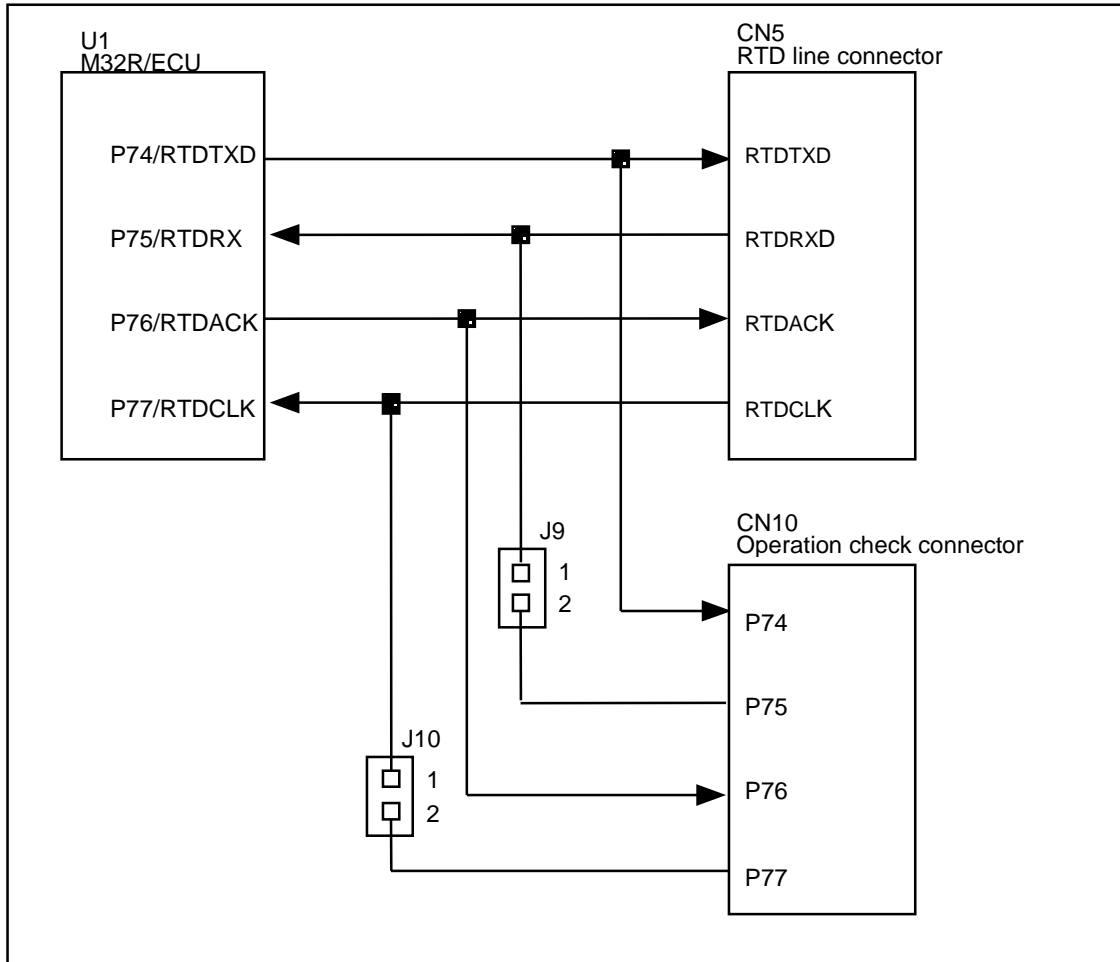 U1
M32R/ECU
P74/RTDTXD
P75/RTDRX
P76/RTDACK
P77/RTDCLK
CN5
RTD line connector
RTDTXD
RTDRXD
RTDACK
RTDCLK
J9
1
2
J10
1
2
CN10
Operation check connector
P74
P75
P76
P77